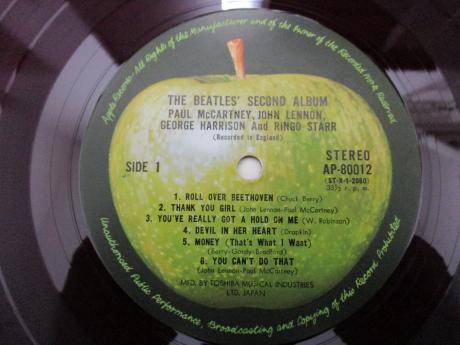 Apple Records-All Rights of the Manufacturer and of the Owner of the Recorded Work Reserved
THE BEATLES' SECOND ALBUM
PAUL McCARTNEY, JOHN LENNON,
GEORGE HARRISON And RINGO STARR
(Recorded in England)
SIDE 1
STEREO
AP-80012
(ST-X-1-2080)
33⅓ r. p. m.
1. ROLL OVER BEETHOVEN (Chuck Berry)
2. THANK YOU GIRL (John Lennon-Paul McCartney)
3. YOU'VE REALLY GOT A HOLD ON ME (W. Robinson)
4. DEVIL IN HER HEART (Drapkin)
5. MONEY (That's What I Waat)
(Berry-Gordy-Bradford)
6. YOU CAN'T DO THAT
(John Lennon-Paul McCartney)
MFD. BY TOSHIBA MUSICAL INDUSTRIES
LTD. JAPAN
Unauthorised Public Performance, Broadcasting and Copying of this Record Prohibited